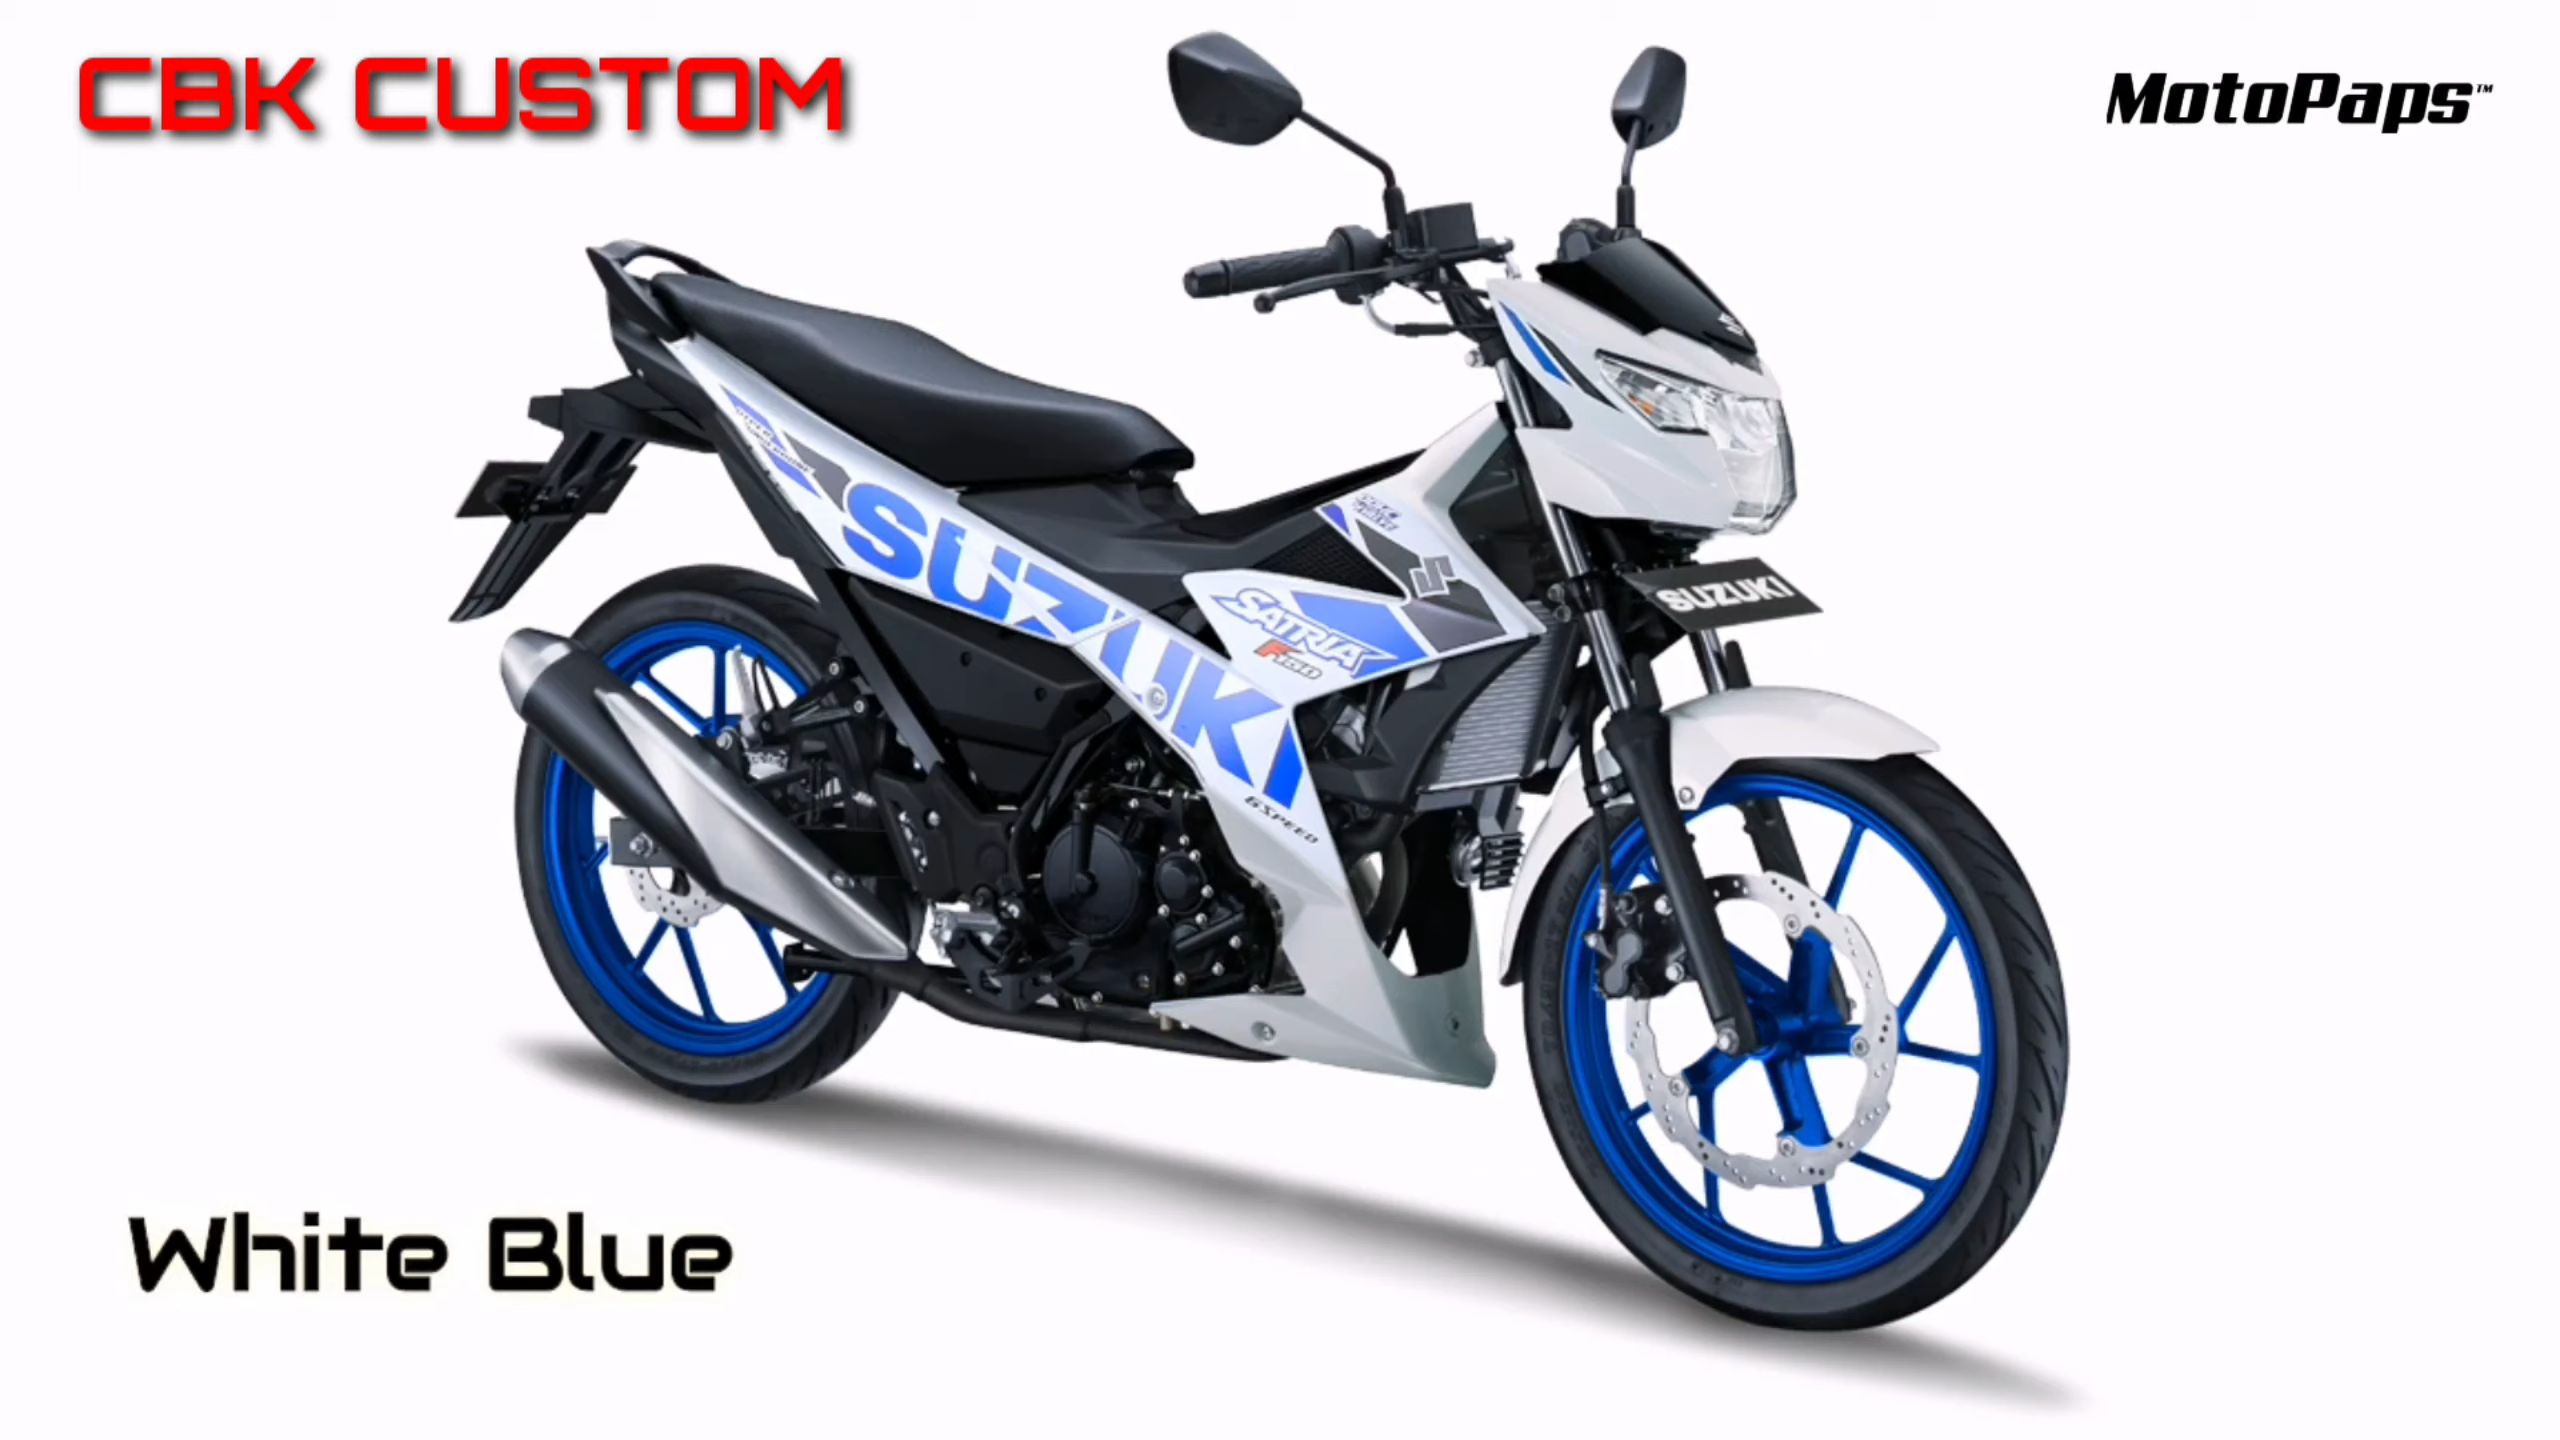 CBK CUSTOM
MotoPaps™
SUZUKI
SUZUKI
SATRIA
F150
6SPEED
White Blue